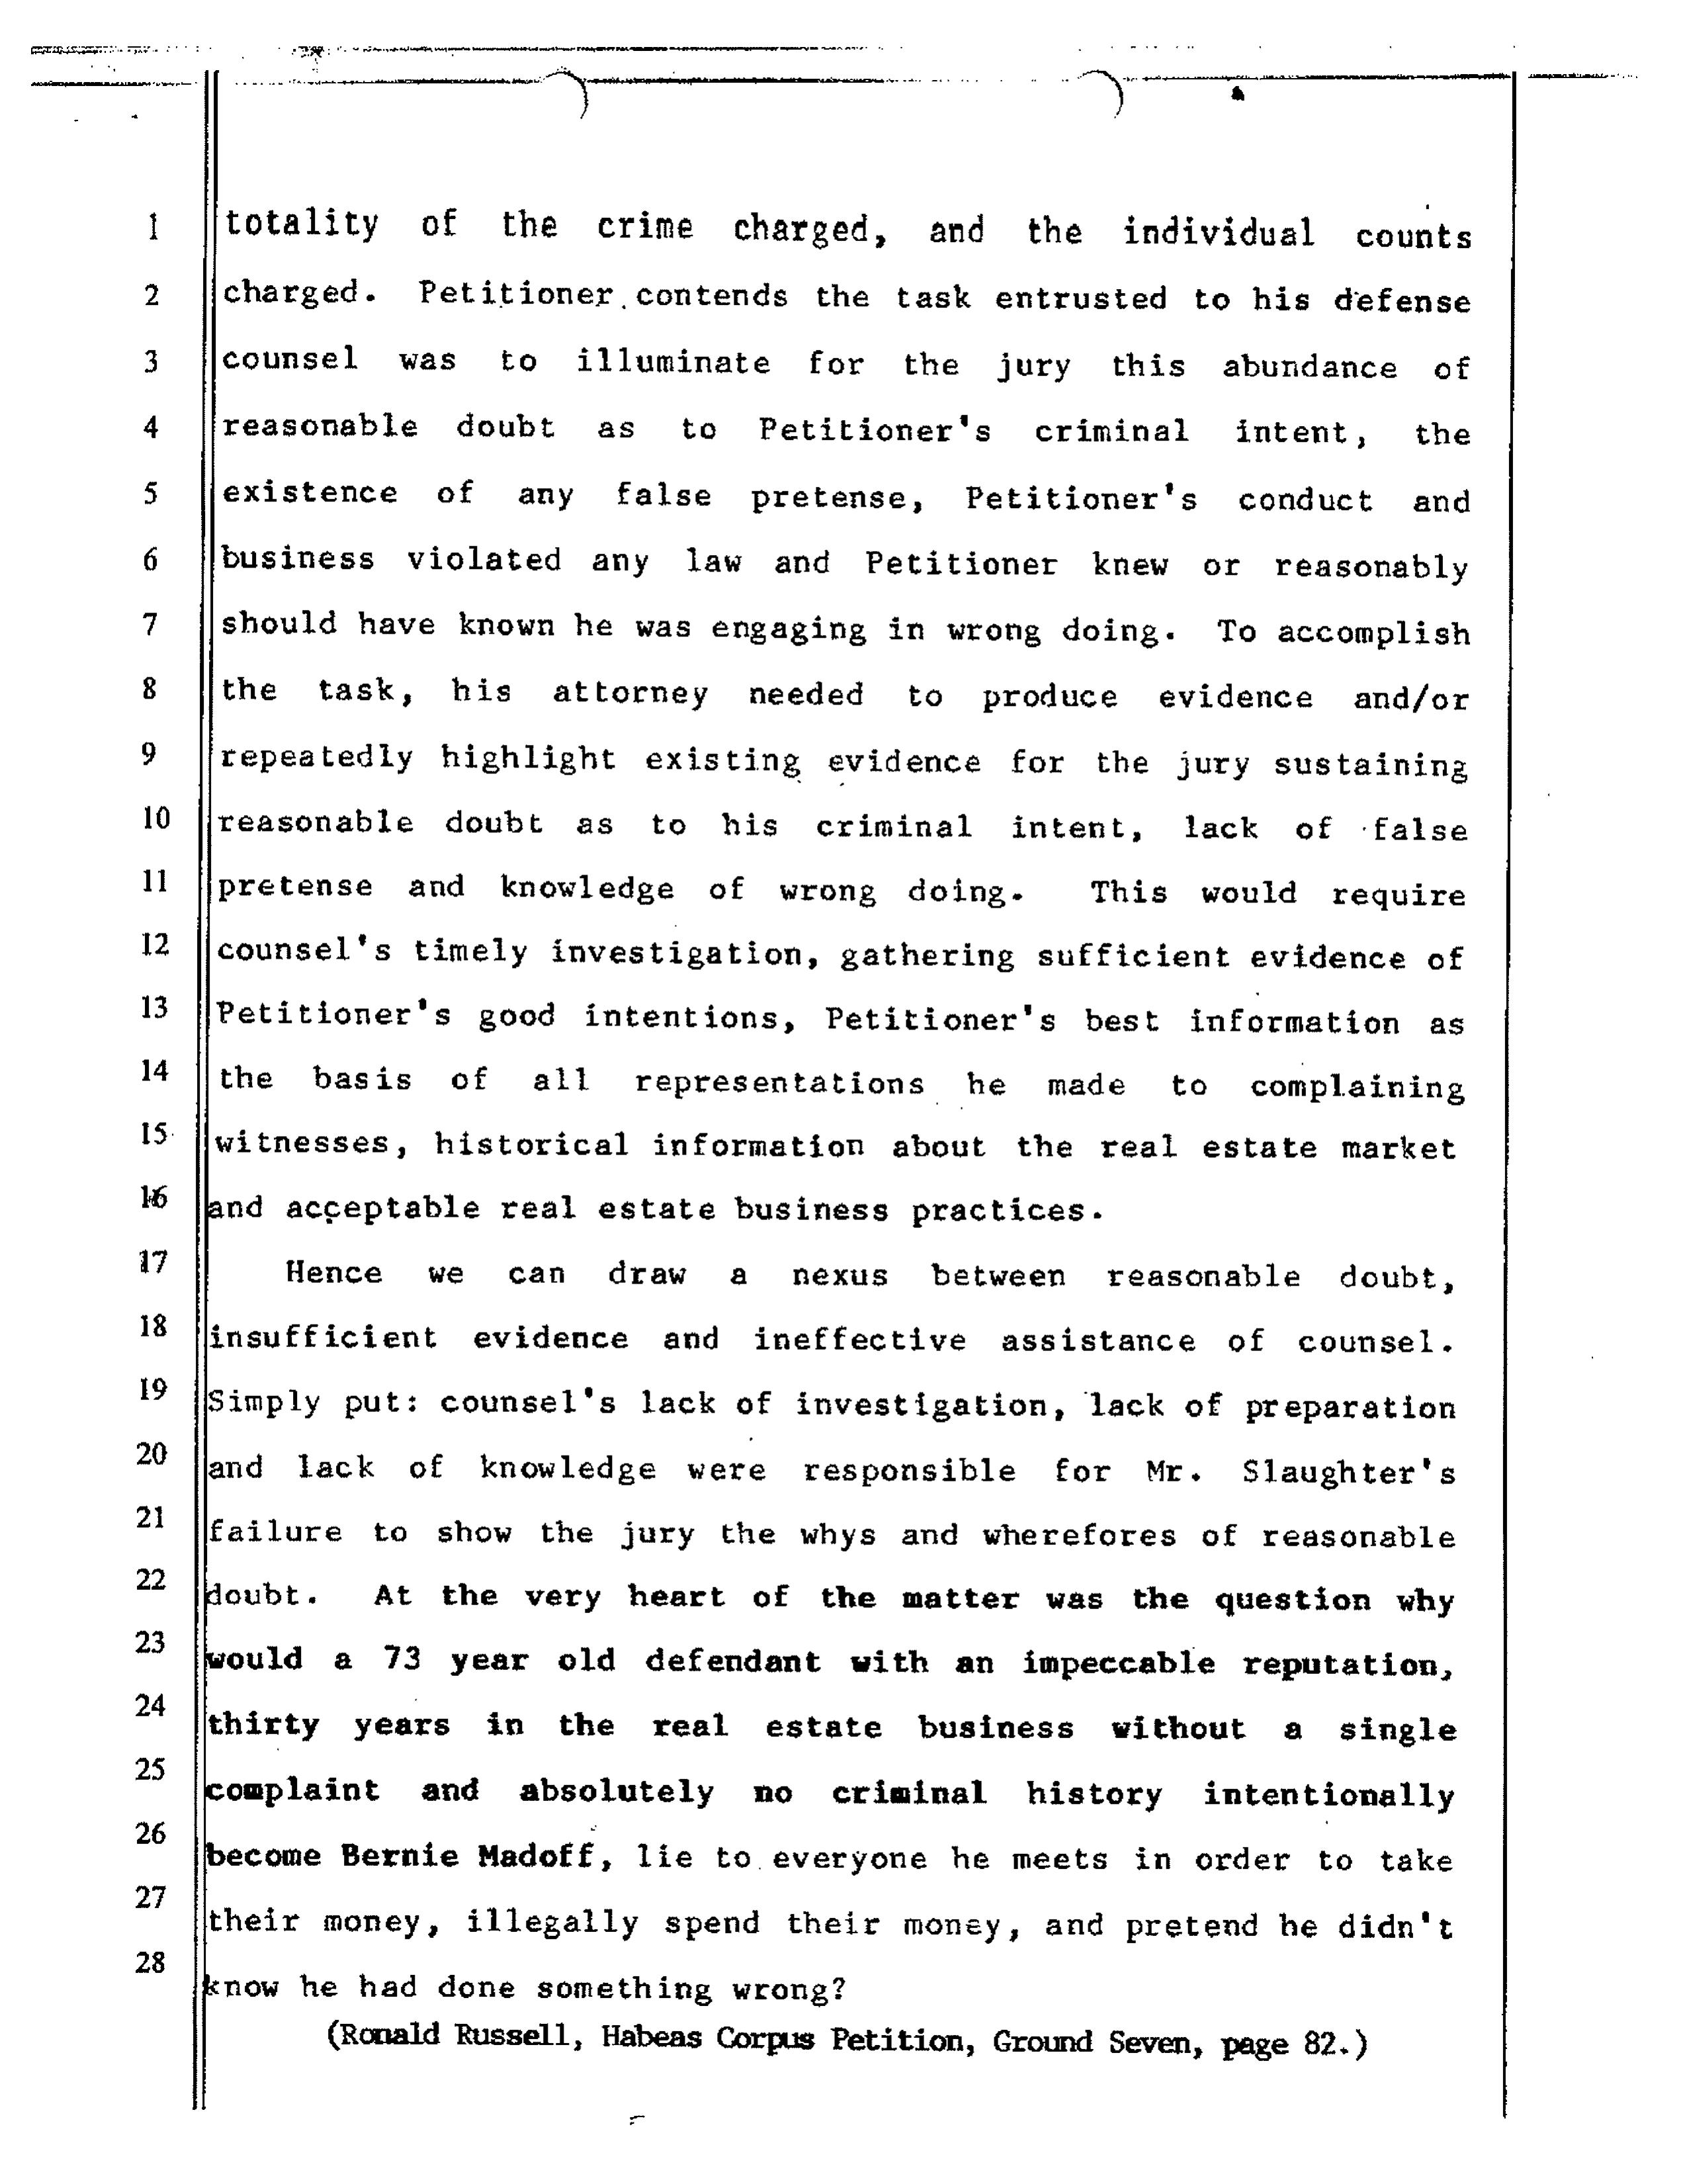 1 totality of the crime charged, and the individual counts
2 charged. Petitioner contends the task entrusted to his defense
3 counsel was to illuminate for the jury this abundance of
4 reasonable doubt as to Petitioner's criminal intent, the
5 existence of any false pretense, Petitioner's conduct and
6 business violated any law and Petitioner knew or reasonably
7 should have known he was engaging in wrong doing. To accomplish
8 the task, his attorney needed to produce evidence and/or
9 repeatedly highlight existing evidence for the jury sustaining
10 reasonable doubt as to his criminal intent, lack of false
11 pretense and knowledge of wrong doing. This would require
12 counsel's timely investigation, gathering sufficient evidence of
13 Petitioner's good intentions, Petitioner's best information as
14 the basis of all representations he made to complaining
15 witnesses, historical information about the real estate market
16 and acceptable real estate business practices.
17 Hence we can draw a nexus between reasonable doubt,
18 insufficient evidence and ineffective assistance of counsel.
19 Simply put: counsel's lack of investigation, lack of preparation
20 and lack of knowledge were responsible for Mr. Slaughter's
21 failure to show the jury the whys and wherefores of reasonable
22 doubt. At the very heart of the matter was the question why
23 would a 73 year old defendant with an impeccable reputation,
24 thirty years in the real estate business without a single
25 complaint and absolutely no criminal history intentionally
26 become Bernie Madoff, lie to everyone he meets in order to take
27 their money, illegally spend their money, and pretend he didn't
28 know he had done something wrong?
(Ronald Russell, Habeas Corpus Petition, Ground Seven, page 82.)